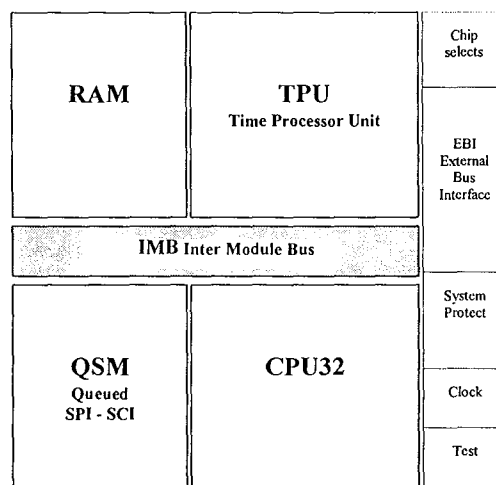 RAM
TPU
Time Processor Unit
Chip
selects
EBI
External
Bus
Interface
IMB Inter Module Bus
QSM
Queued
SPI - SCI
CPU32
System
Protect
Clock
Test